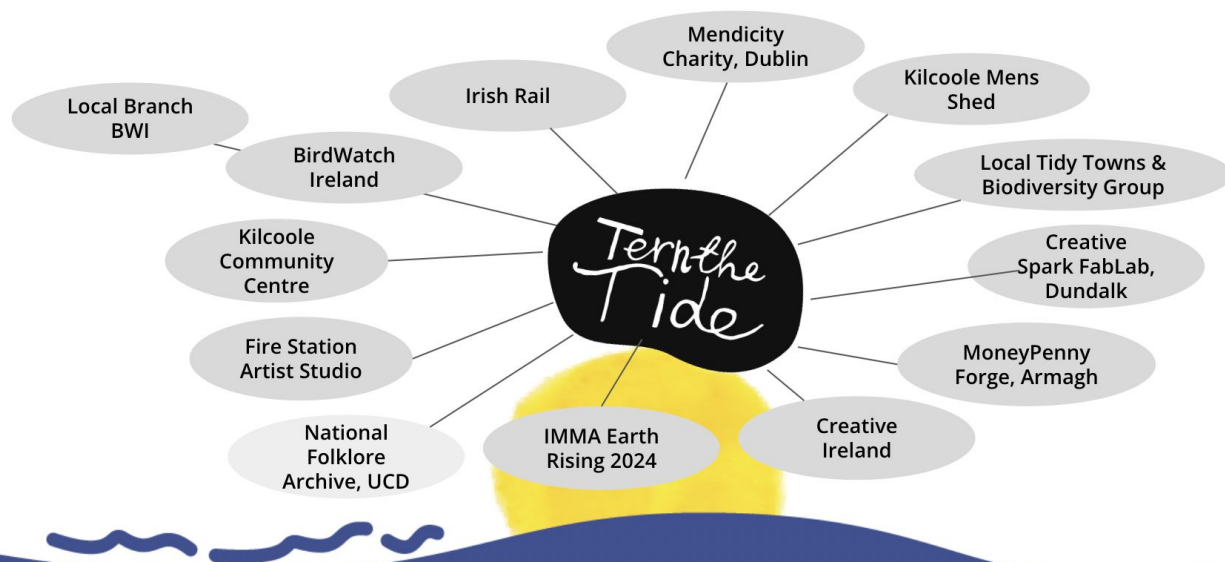 Mendicity
Charity, Dublin
Irish Rail
Kilcoole Mens
Shed
Local Branch
BWI
BirdWatch
Ireland
Local Tidy Towns &
Biodiversity Group
Kilcoole
Community
Centre
Tern the
Tide
Creative
Spark FabLab,
Dundalk
Fire Station
Artist Studio
MoneyPenny
Forge, Armagh
National
Folklore
Archive, UCD
IMMA Earth
Rising 2024
Creative
Ireland